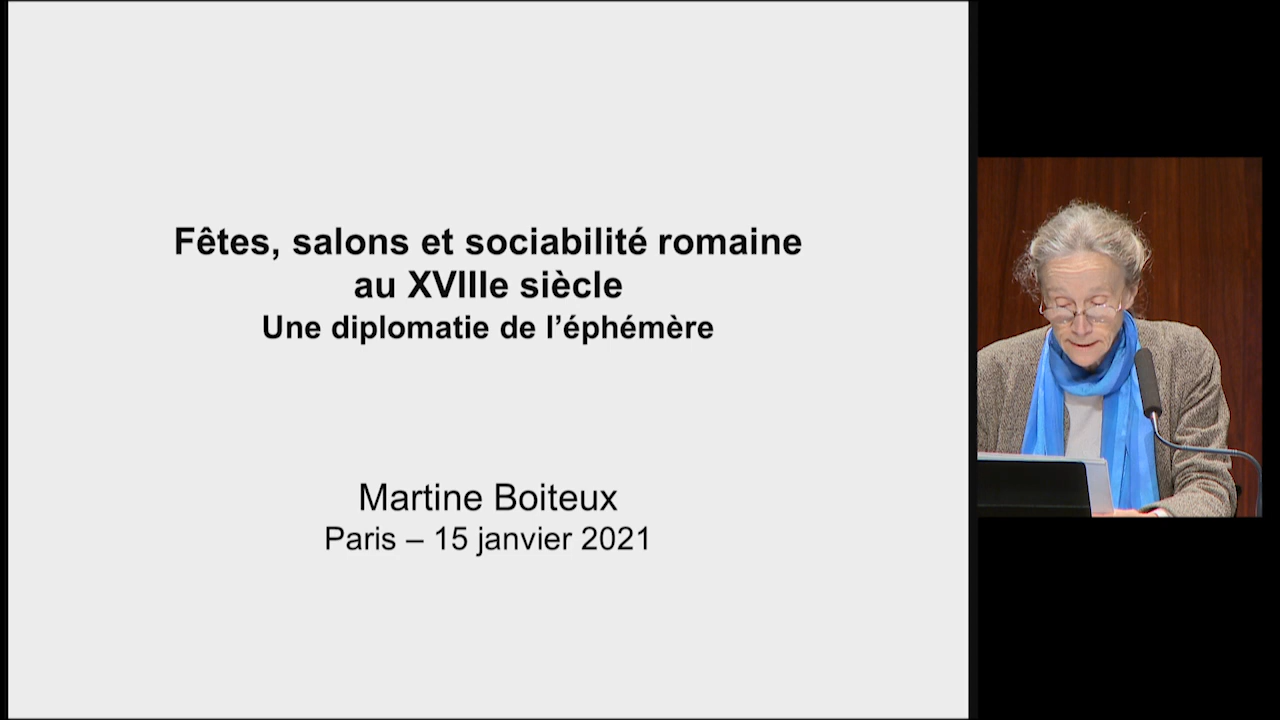 Fêtes, salons et sociabilité romaine
au XVIIIe siècle
Une diplomatie de l’éphémère
Martine Boiteux
Paris – 15 janvier 2021